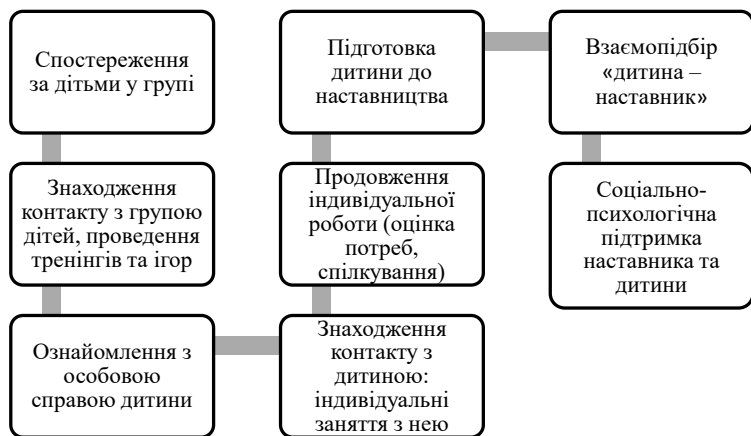 Спостереження
за дітьми у групі
Знаходження
контакту з групою
дітей, проведення
тренінгів та ігор
Ознайомлення з
особовою
справою дитини
Знаходження
контакту з
дитиною:
індивідуальні
заняття з нею
Продовження
індивідуальної
роботи (оцінка
потреб,
спілкування)
Підготовка
дитини до
наставництва
Взаємопідбір
«дитина –
наставник»
Соціально-
психологічна
підтримка
наставника та
дитини